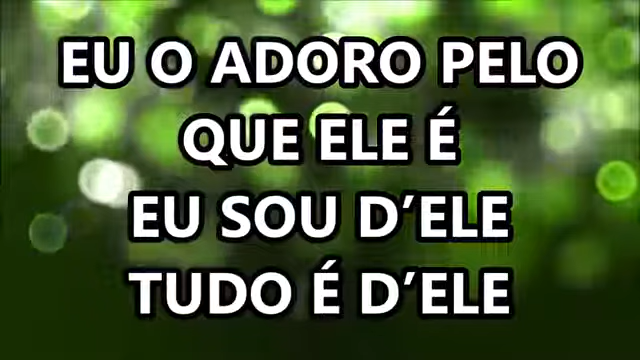 EU O ADORO PELO
QUE ELE É
EU SOU D’ELE
TUDO É D’ELE